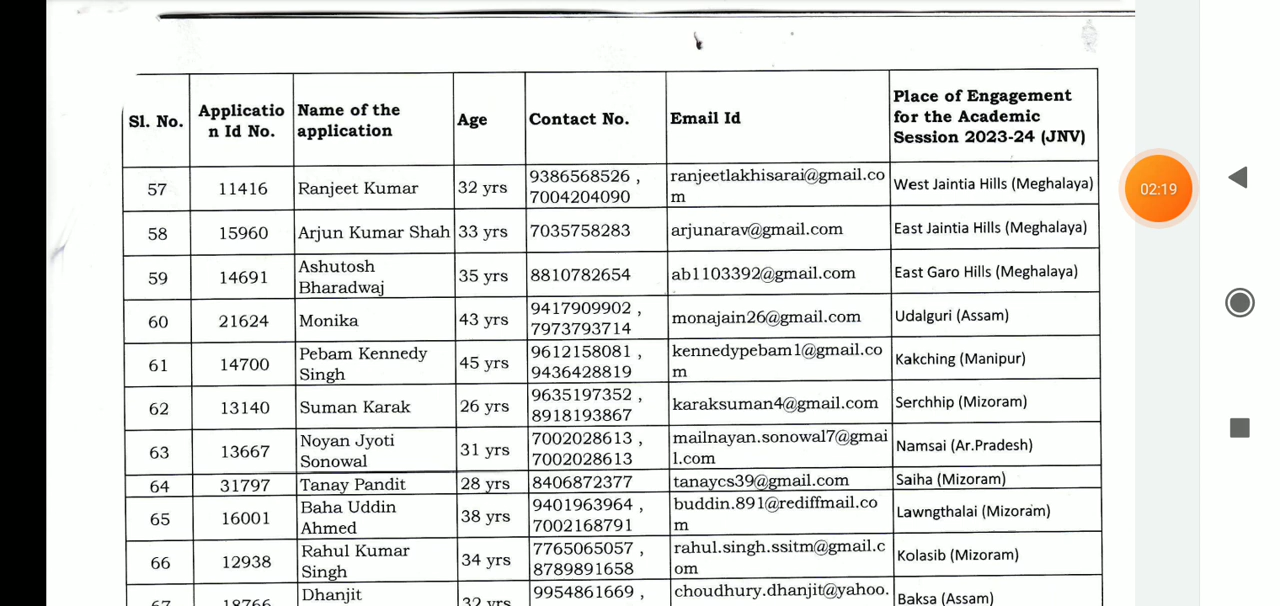 Sl. No.
Applicatio
n Id No.
Name of the
application
Age
Contact No.
Email Id
Place of Engagement
for the Academic
Session 2023-24 (JNV)
57
11416
Ranjeet Kumar
32 yrs
9386568526 ,
7004204090
ranjeetlakhisarai@gmail.co
m
West Jaintia Hills (Meghalaya)
58
15960
Arjun Kumar Shah
33 yrs
7035758283
arjunarav@gmail.com
East Jaintia Hills (Meghalaya)
59
14691
Ashutosh
Bharadwaj
35 yrs
8810782654
ab1103392@gmail.com
East Garo Hills (Meghalaya)
60
21624
Monika
43 yrs
9417909902 ,
7973793714
monajain26@gmail.com
Udalguri (Assam)
61
14700
Pebam Kennedy
Singh
45 yrs
9612158081 ,
9436428819
kennedypebam1@gmail.co
m
Kakching (Manipur)
62
13140
Suman Karak
26 yrs
9635197352 ,
8918193867
karaksuman4@gmail.com
Serchhip (Mizoram)
63
13667
Noyan Jyoti
Sonowal
31 yrs
7002028613 ,
7002028613
mailnayan.sonowal7@gmai
l.com
Namsai (Ar.Pradesh)
64
31797
Tanay Pandit
28 yrs
8406872377
tanaycs39@gmail.com
Saiha (Mizoram)
65
16001
Baha Uddin
Ahmed
38 yrs
9401963964 ,
7002168791
buddin.891@rediffmail.co
m
Lawngthalai (Mizoram)
66
12938
Rahul Kumar
Singh
34 yrs
7765065057 ,
8789891658
rahul.singh.ssitm@gmail.c
om
Kolasib (Mizoram)
67
18766
Dhanjit
32 yrs
9954861669 ,
choudhury.dhanjit@yahoo.
Baksa (Assam)
02:19